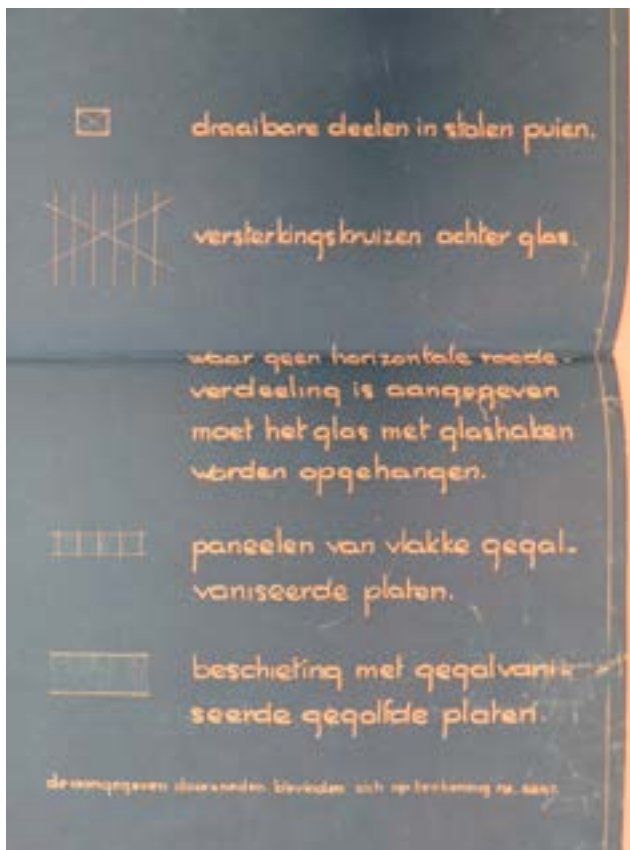 draaibare deelen in stalen puien.
versterkingskruizen achter glas.
waar geen horizontale roede-
verdeeling is aangegeven
moet het glas met glashaken
worden opgehangen.
paneelen van vlakke gegal-
vaniseerde platen.
beschieting met gegalvani-
seerde gegolfde platen.
de aangegeven doorsneden bevinden zich op teekening no.